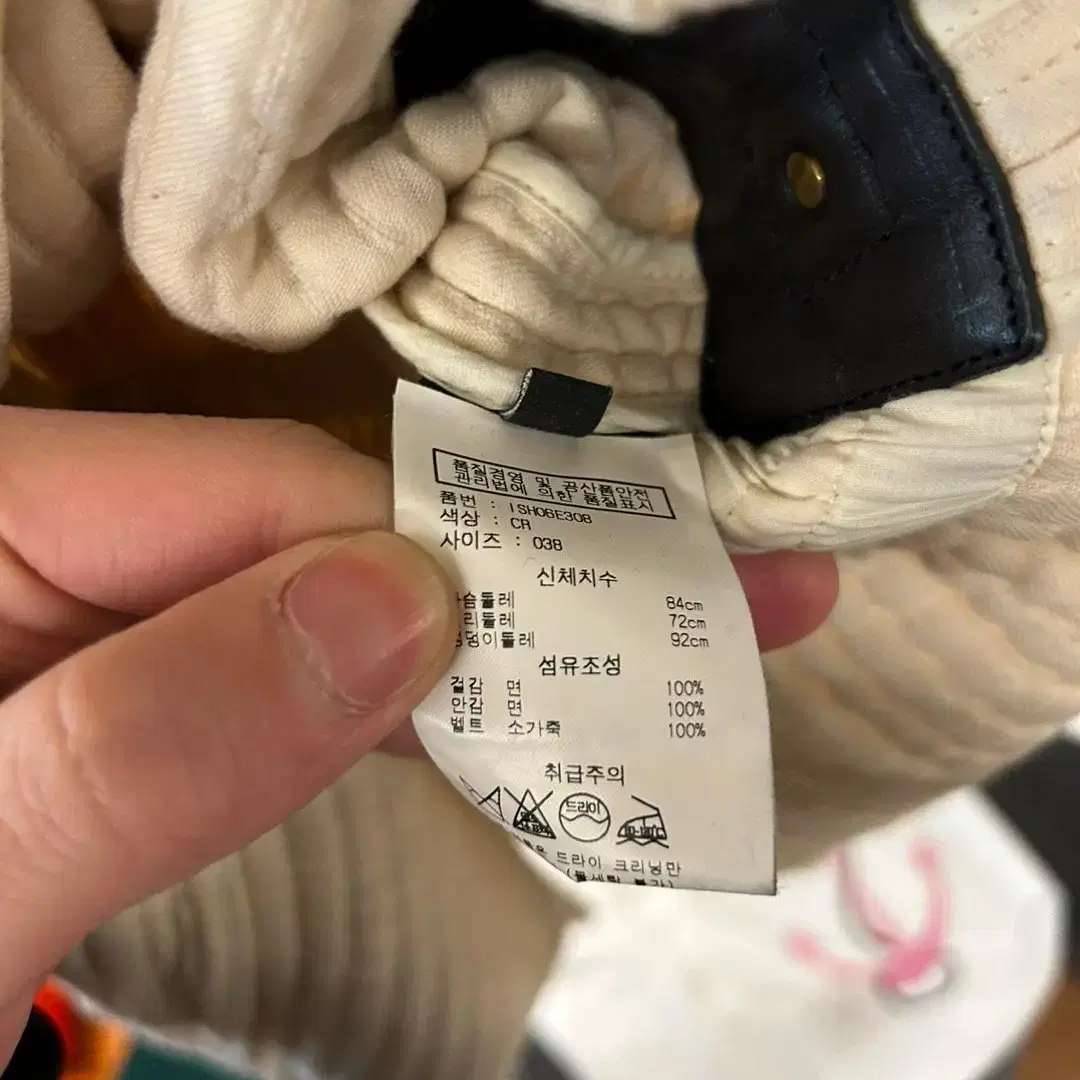 품질경영 및 공산품안전
관리법에 의한 품질표시
품번 : ISH06E308
색상 : CR
사이즈 : 038
신체치수
84cm
72cm
92cm
섬유조성
겉감 면 100%
안감 면 100%
벨트 소가죽 100%
취급주의
드라이
드라이 크리닝만